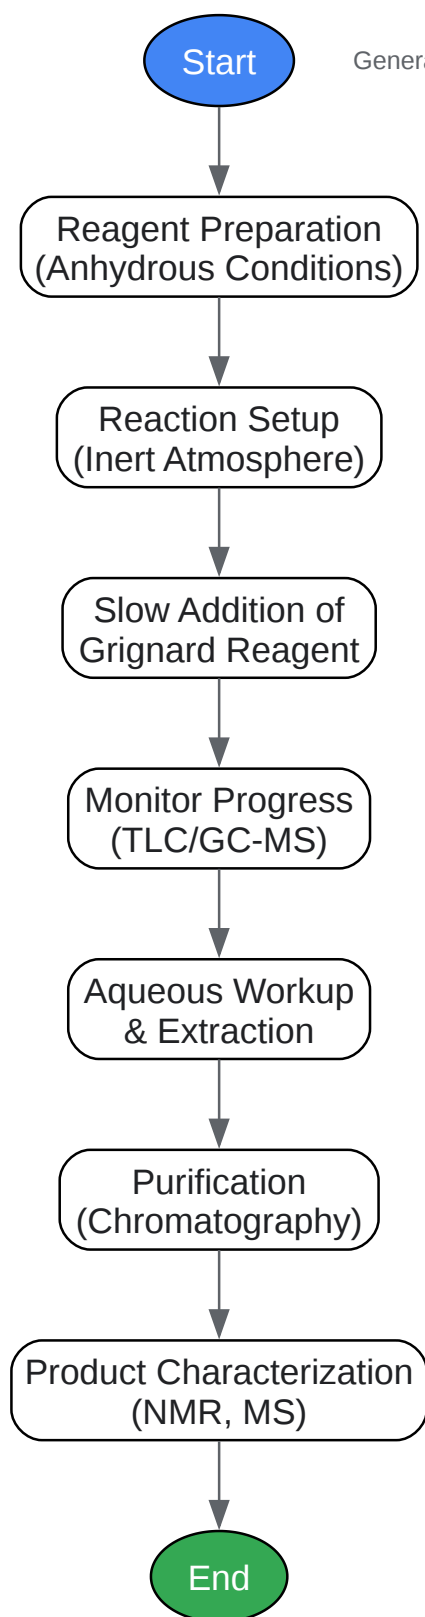 Start
Reagent Preparation
(Anhydrous Conditions)
Reaction Setup
(Inert Atmosphere)
Slow Addition of
Grignard Reagent
Monitor Progress
(TLC/GC-MS)
Aqueous Workup
& Extraction
Purification
(Chromatography)
Product Characterization
(NMR, MS)
End